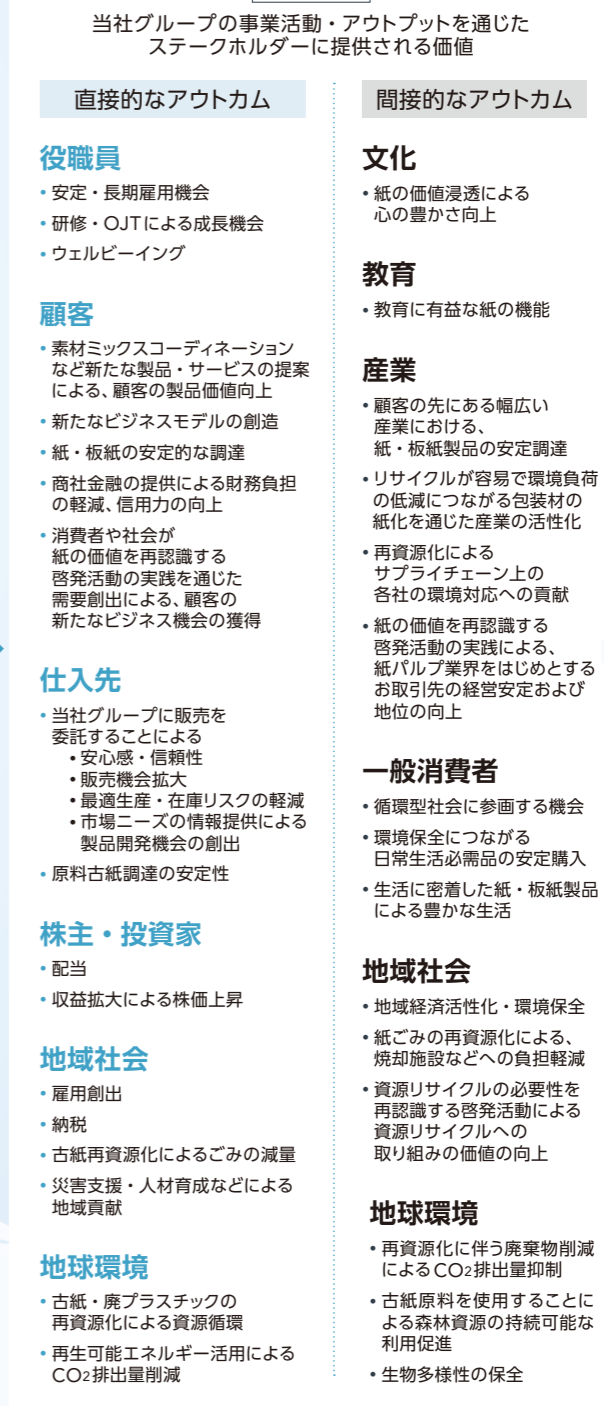 当社グループの事業活動・アウトプットを通じた
ステークホルダーに提供される価値
直接的なアウトカム
役職員
• 安定・長期雇用機会
• 研修・OJTによる成長機会
• ウェルビーイング
顧客
• 素材ミックスコーディネーション
など新たな製品・サービスの提案
による、顧客の製品価値向上
• 新たなビジネスモデルの創造
• 紙・板紙の安定的な調達
• 商社金融の提供による財務負担
の軽減、信用力の向上
• 消費者や社会が
紙の価値を再認識する
啓発活動の実践を通じた
需要創出による、顧客の
新たなビジネス機会の獲得
仕入先
• 当社グループに販売を
委託することによる
• 安心感・信頼性
• 販売機会拡大
• 最適生産・在庫リスクの軽減
• 市場ニーズの情報提供による
製品開発機会の創出
• 原料古紙調達の安定性
株主・投資家
• 配当
• 収益拡大による株価上昇
地域社会
• 雇用創出
• 納税
• 古紙再資源化によるごみの減量
• 災害支援・人材育成などによる
地域貢献
地球環境
• 古紙・廃プラスチックの
再資源化による資源循環
• 再生可能エネルギー活用による
CO2排出量削減
間接的なアウトカム
文化
• 紙の価値浸透による
心の豊かさ向上
教育
• 教育に有益な紙の機能
産業
• 顧客の先にある幅広い
産業における、
紙・板紙製品の安定調達
• リサイクルが容易で環境負荷
の低減につながる包装材の
紙化を通じた産業の活性化
• 再資源化による
サプライチェーン上の
各社の環境対応への貢献
• 紙の価値を再認識する
啓発活動の実践による、
紙パルプ業界をはじめとする
お取引先の経営安定および
地位の向上
一般消費者
• 循環型社会に参画する機会
• 環境保全につながる
日常生活必需品の安定購入
• 生活に密着した紙・板紙製品
による豊かな生活
地域社会
• 地域経済活性化・環境保全
• 紙ごみの再資源化による、
焼却施設などへの負担軽減
• 資源リサイクルの必要性を
再認識する啓発活動による
資源リサイクルへの
取り組みの価値の向上
地球環境
• 再資源化に伴う廃棄物削減
によるCO2排出量抑制
• 古紙原料を使用することに
よる森林資源の持続可能な
利用促進
• 生物多様性の保全